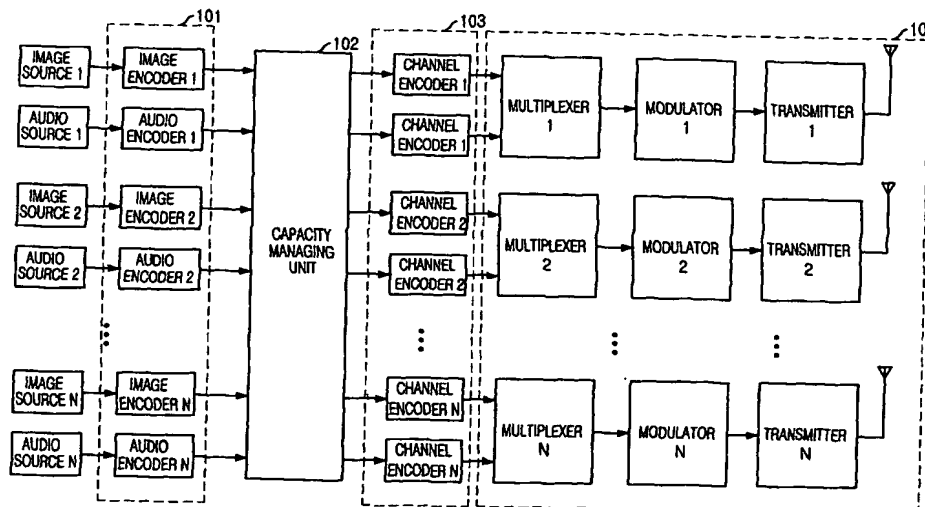 101
102
103
10
IMAGE
SOURCE 1
IMAGE
ENCODER 1
CHANNEL
ENCODER 1
AUDIO
SOURCE 1
AUDIO
ENCODER 1
CHANNEL
ENCODER 1
MULTIPLEXER
1
MODULATOR
1
TRANSMITTER
1
IMAGE
SOURCE 2
IMAGE
ENCODER 2
CHANNEL
ENCODER 2
AUDIO
SOURCE 2
AUDIO
ENCODER 2
CAPACITY
MANAGING
UNIT
CHANNEL
ENCODER 2
MULTIPLEXER
2
MODULATOR
2
TRANSMITTER
2
IMAGE
SOURCE N
IMAGE
ENCODER N
CHANNEL
ENCODER N
AUDIO
SOURCE N
AUDIO
ENCODER N
CHANNEL
ENCODER N
MULTIPLEXER
N
MODULATOR
N
TRANSMITTER
N